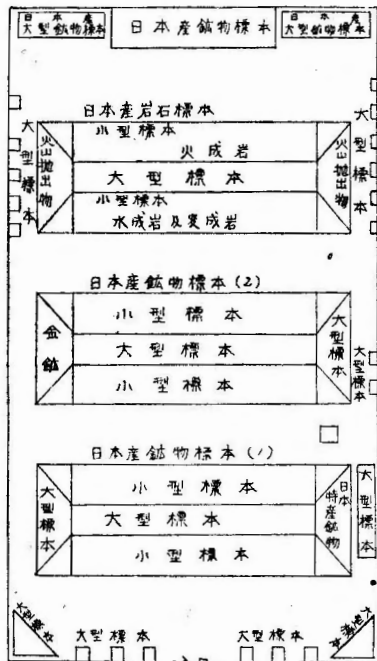 日本産
大型鉱物標本
日本産鉱物標本
日本産
大型鉱物標本
日本産岩石標本
大型標本
火山抛出物
小型標本
火成岩
大型標本
小型標本
水成岩及変成岩
火山抛出物
大型標本
日本産鉱物標本(2)
金鉱
小型標本
大型標本
小型標本
大型標本
大型標本
日本産鉱物標本(1)
大型標本
小型標本
大型標本
小型標本
日本
特産鉱物
大型標本
大型標本
大型標本
大型標本
大型標本